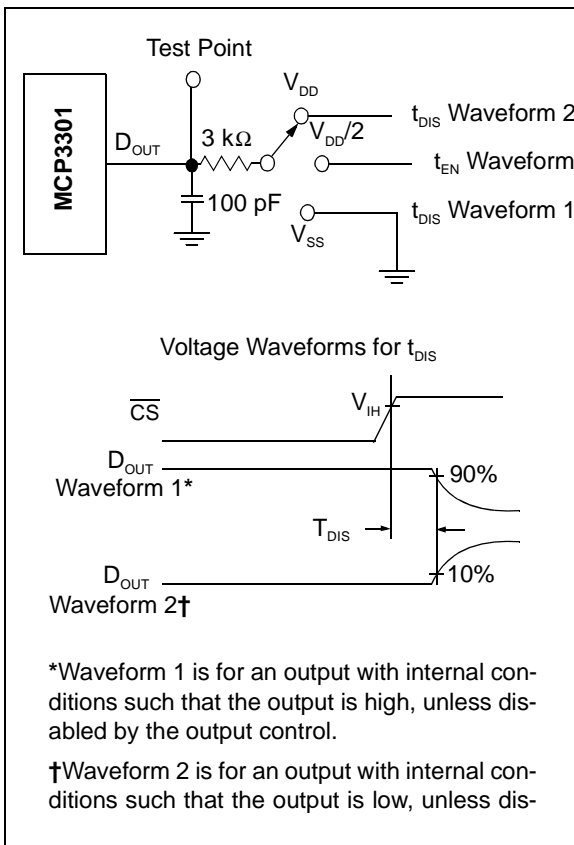 Test Point
V_DD
MCP3301
D_OUT
3 kΩ
V_DD/2
t_DIS Waveform 2
t_EN Waveform
100 pF
t_DIS Waveform 1
V_SS
Voltage Waveforms for t_DIS
CS
V_IH
D_OUT
Waveform 1*
90%
T_DIS
D_OUT
10%
Waveform 2†
*Waveform 1 is for an output with internal con-
ditions such that the output is high, unless dis-
abled by the output control.
†Waveform 2 is for an output with internal con-
ditions such that the output is low, unless dis-